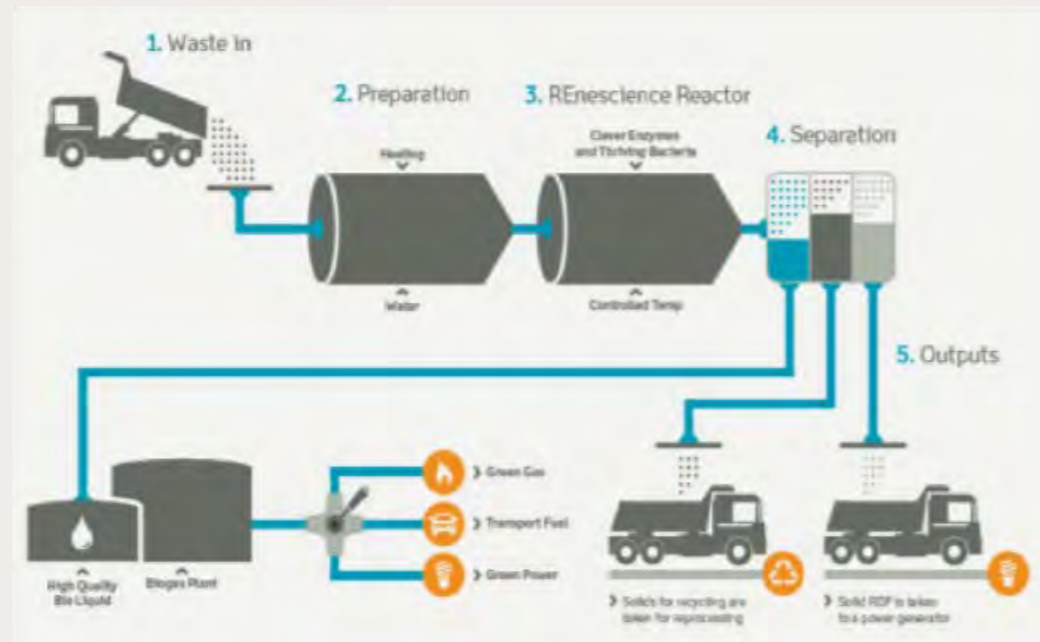 1. Waste in
2. Preparation
3. REnescience Reactor
Clever Enzymes
and Thriving Bacteria
4. Separation
Heating
Water
Controlled Temp
5. Outputs
Green Gas
Transport Fuel
Green Power
High Quality
Bio Liquid
Biogas Plant
Solids for recycling are
taken for reprocessing
Solid RDF is taken
to a power generator